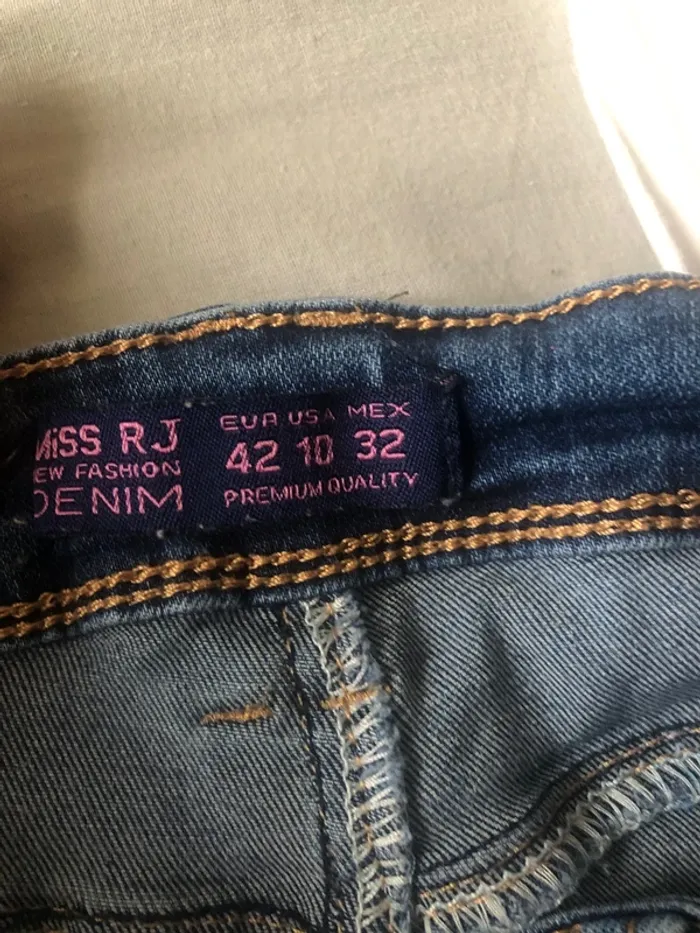 MiSS RJ
EW FASHION
DENIM
EUR USA MEX
42 10 32
PREMIUM QUALITY